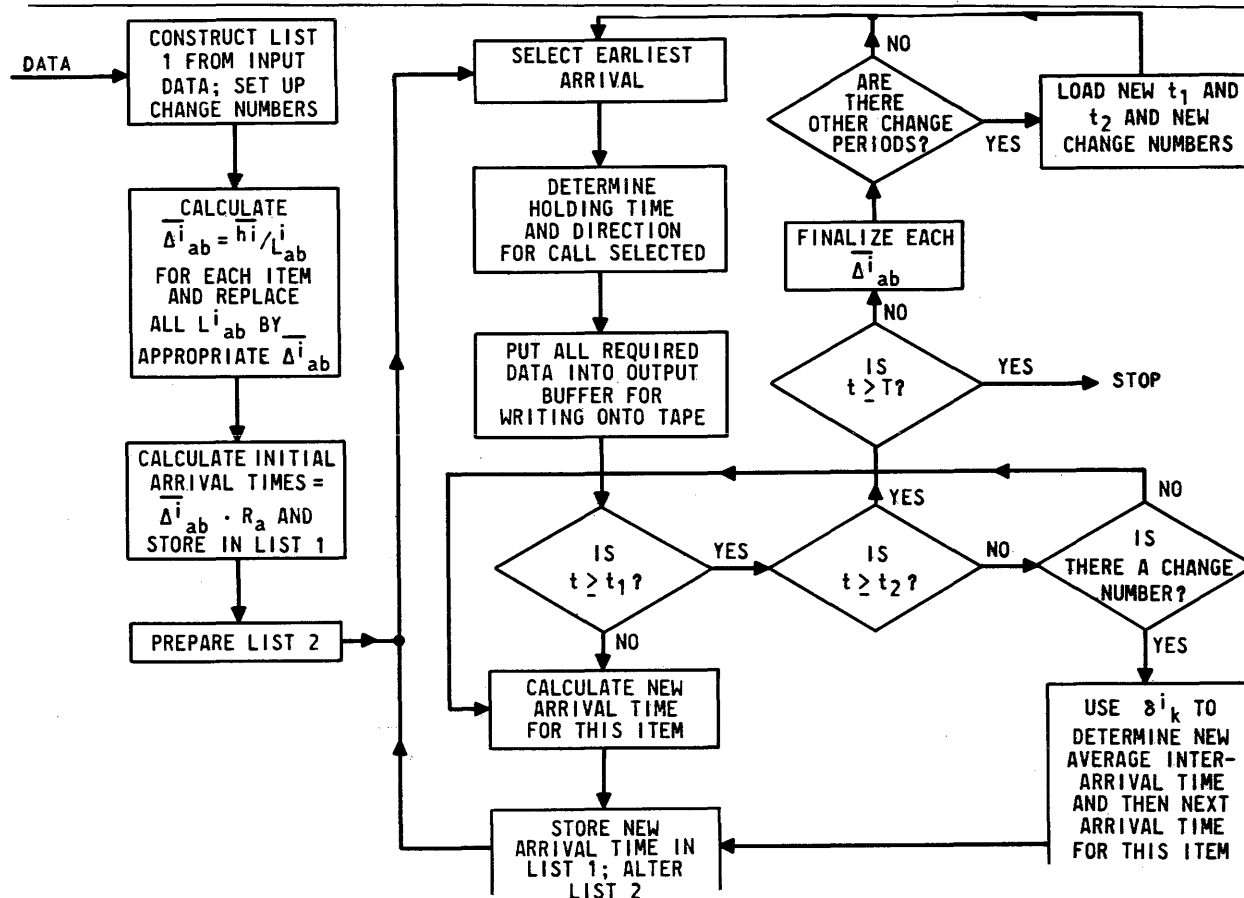 DATA
CONSTRUCT LIST
1 FROM INPUT
DATA; SET UP
CHANGE NUMBERS
CALCULATE
Δ̅ⁱab = h̅ⁱ/Lⁱab
FOR EACH ITEM
AND REPLACE
ALL Lⁱab BY
APPROPRIATE Δ̅ⁱab
CALCULATE INITIAL
ARRIVAL TIMES =
Δ̅ⁱab · Ra AND
STORE IN LIST 1
PREPARE LIST 2
SELECT EARLIEST
ARRIVAL
DETERMINE
HOLDING TIME
AND DIRECTION
FOR CALL SELECTED
PUT ALL REQUIRED
DATA INTO OUTPUT
BUFFER FOR
WRITING ONTO TAPE
IS
t ≥ t₁?
YES
NO
CALCULATE NEW
ARRIVAL TIME
FOR THIS ITEM
STORE NEW
ARRIVAL TIME IN
LIST 1; ALTER
LIST 2
NO
ARE
THERE
OTHER CHANGE
PERIODS?
YES
LOAD NEW t₁ AND
t₂ AND NEW
CHANGE NUMBERS
FINALIZE EACH
Δ̅ⁱab
NO
IS
t ≥ T?
YES
STOP
YES
IS
t ≥ t₂?
NO
NO
IS
THERE A CHANGE
NUMBER?
YES
USE δⁱk TO
DETERMINE NEW
AVERAGE INTER-
ARRIVAL TIME
AND THEN NEXT
ARRIVAL TIME
FOR THIS ITEM